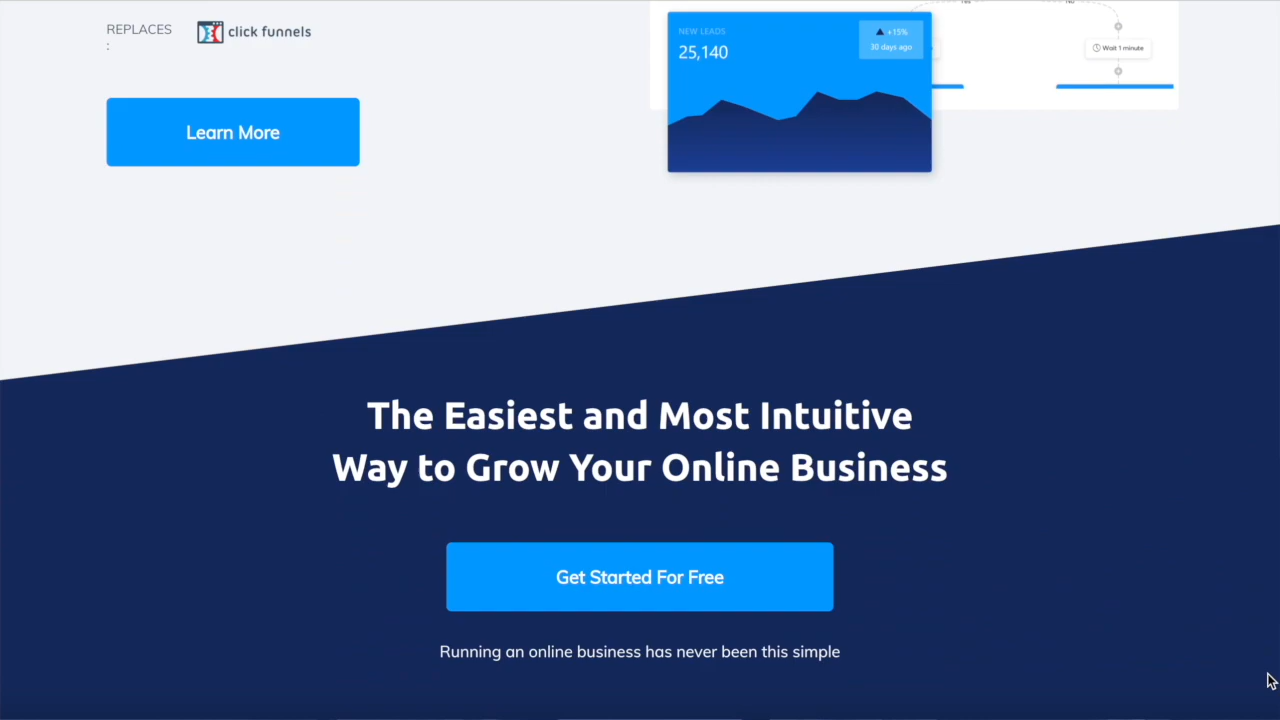 Yes
No
REPLACES
:
click funnels
NEW LEADS
25,140
+15%
30 days ago
Wait 1 minute
Learn More
The Easiest and Most Intuitive
Way to Grow Your Online Business
Get Started For Free
Running an online business has never been this simple